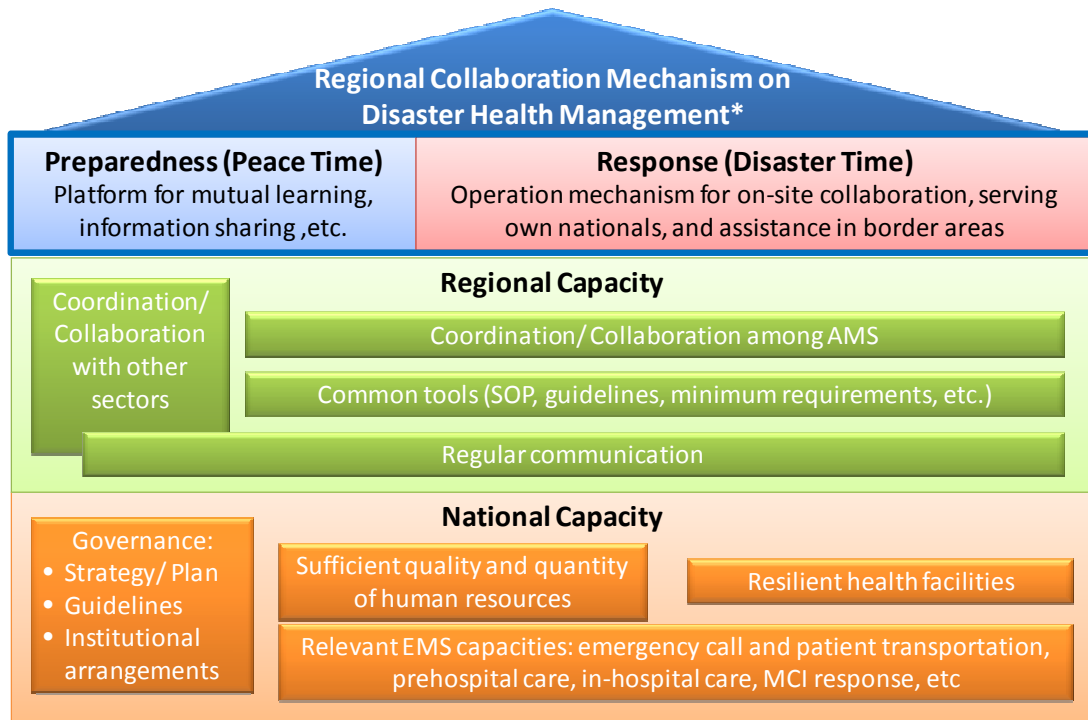 Regional Collaboration Mechanism on
Disaster Health Management*
Preparedness (Peace Time)
Platform for mutual learning,
information sharing ,etc.
Response (Disaster Time)
Operation mechanism for on-site collaboration, serving
own nationals, and assistance in border areas
Regional Capacity
Coordination/
Collaboration
with other
sectors
Coordination/ Collaboration among AMS
Common tools (SOP, guidelines, minimum requirements, etc.)
Regular communication
National Capacity
Governance:
• Strategy/ Plan
• Guidelines
• Institutional
arrangements
Sufficient quality and quantity
of human resources
Resilient health facilities
Relevant EMS capacities: emergency call and patient transportation,
prehospital care, in-hospital care, MCI response, etc